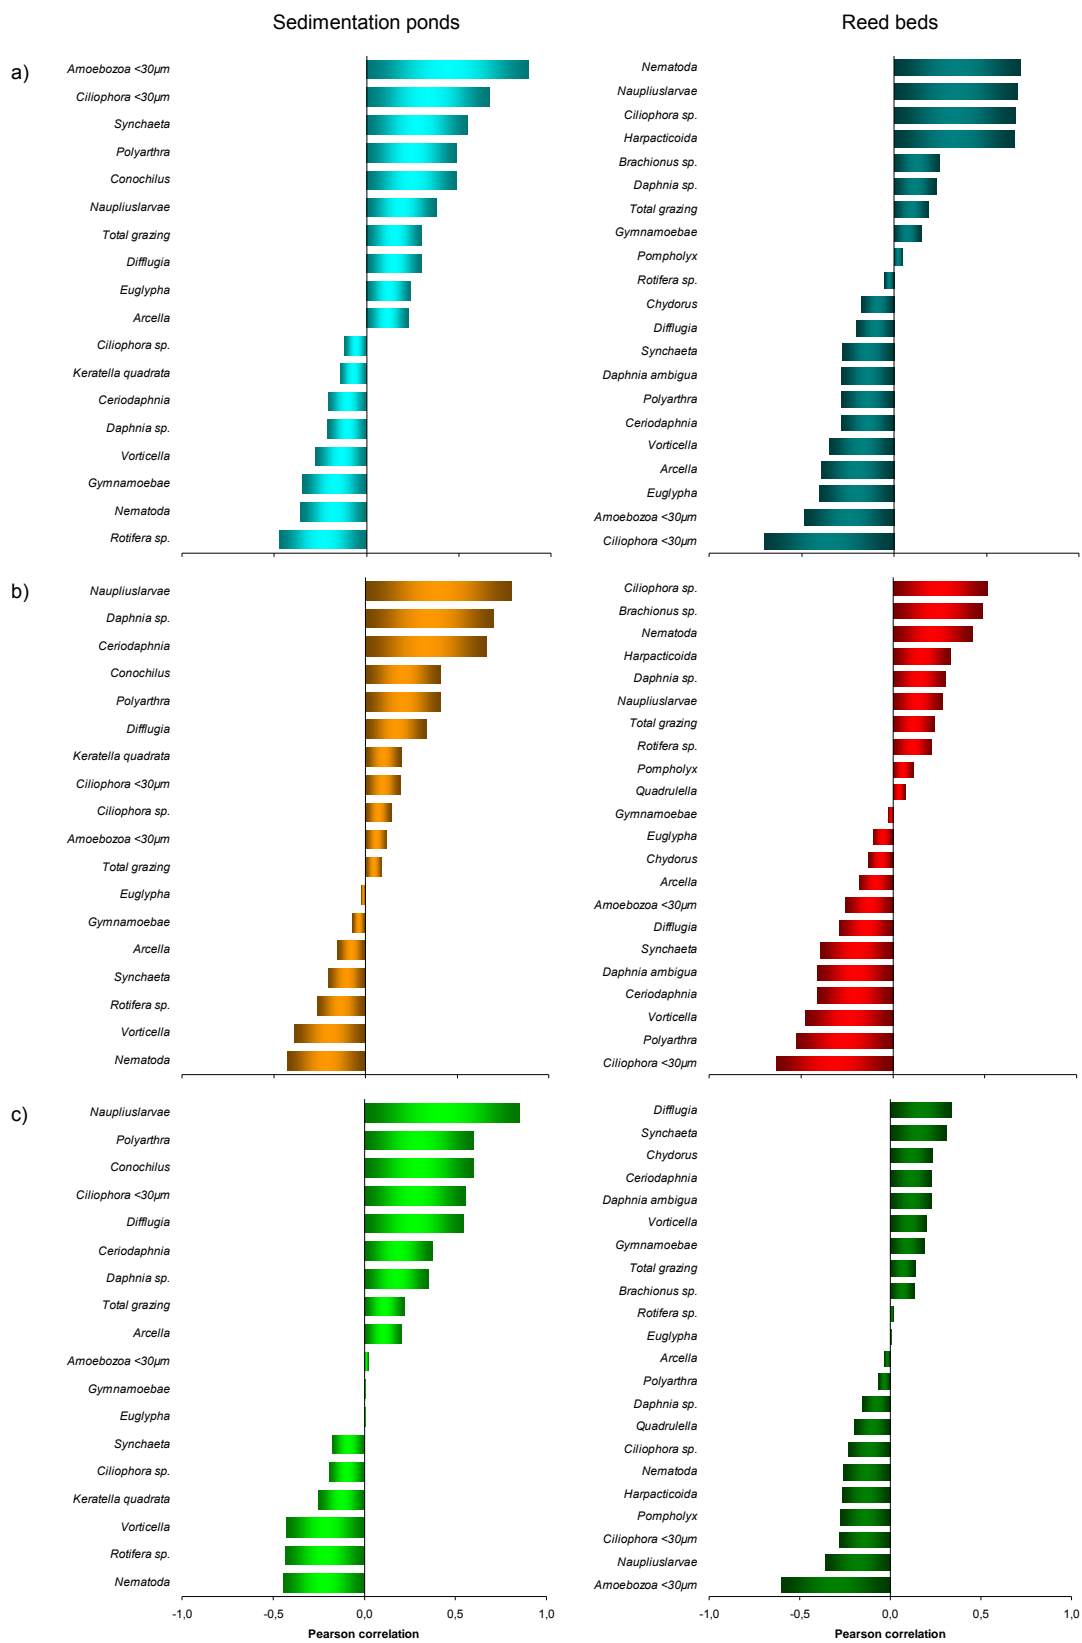 Sedimentation ponds
Reed beds
a)
Amoebozoa <30µm
Ciliophora <30µm
Synchaeta
Polyarthra
Conochilus
Naupliuslarvae
Total grazing
Difflugia
Euglypha
Arcella
Ciliophora sp.
Keratella quadrata
Ceriodaphnia
Daphnia sp.
Vorticella
Gymnamoebae
Nematoda
Rotifera sp.
Nematoda
Naupliuslarvae
Ciliophora sp.
Harpacticoida
Brachionus sp.
Daphnia sp.
Total grazing
Gymnamoebae
Pompholyx
Rotifera sp.
Chydorus
Difflugia
Synchaeta
Daphnia ambigua
Polyarthra
Ceriodaphnia
Vorticella
Arcella
Euglypha
Amoebozoa <30µm
Ciliophora <30µm
b)
Naupliuslarvae
Daphnia sp.
Ceriodaphnia
Conochilus
Polyarthra
Difflugia
Keratella quadrata
Ciliophora <30µm
Ciliophora sp.
Amoebozoa <30µm
Total grazing
Euglypha
Gymnamoebae
Arcella
Synchaeta
Rotifera sp.
Vorticella
Nematoda
Ciliophora sp.
Brachionus sp.
Nematoda
Harpacticoida
Daphnia sp.
Naupliuslarvae
Total grazing
Rotifera sp.
Pompholyx
Quadrulella
Gymnamoebae
Euglypha
Chydorus
Arcella
Amoebozoa <30µm
Difflugia
Synchaeta
Daphnia ambigua
Ceriodaphnia
Vorticella
Polyarthra
Ciliophora <30µm
c)
Naupliuslarvae
Polyarthra
Conochilus
Ciliophora <30µm
Difflugia
Ceriodaphnia
Daphnia sp.
Total grazing
Arcella
Amoebozoa <30µm
Gymnamoebae
Euglypha
Synchaeta
Ciliophora sp.
Keratella quadrata
Vorticella
Rotifera sp.
Nematoda
-1,0 -0,5 0,0 0,5 1,0
Pearson correlation
Difflugia
Synchaeta
Chydorus
Ceriodaphnia
Daphnia ambigua
Vorticella
Gymnamoebae
Total grazing
Brachionus sp.
Rotifera sp.
Euglypha
Arcella
Polyarthra
Daphnia sp.
Quadrulella
Ciliophora sp.
Nematoda
Harpacticoida
Pompholyx
Ciliophora <30µm
Naupliuslarvae
Amoebozoa <30µm
-1,0 -0,5 0,0 0,5 1,0
Pearson correlation